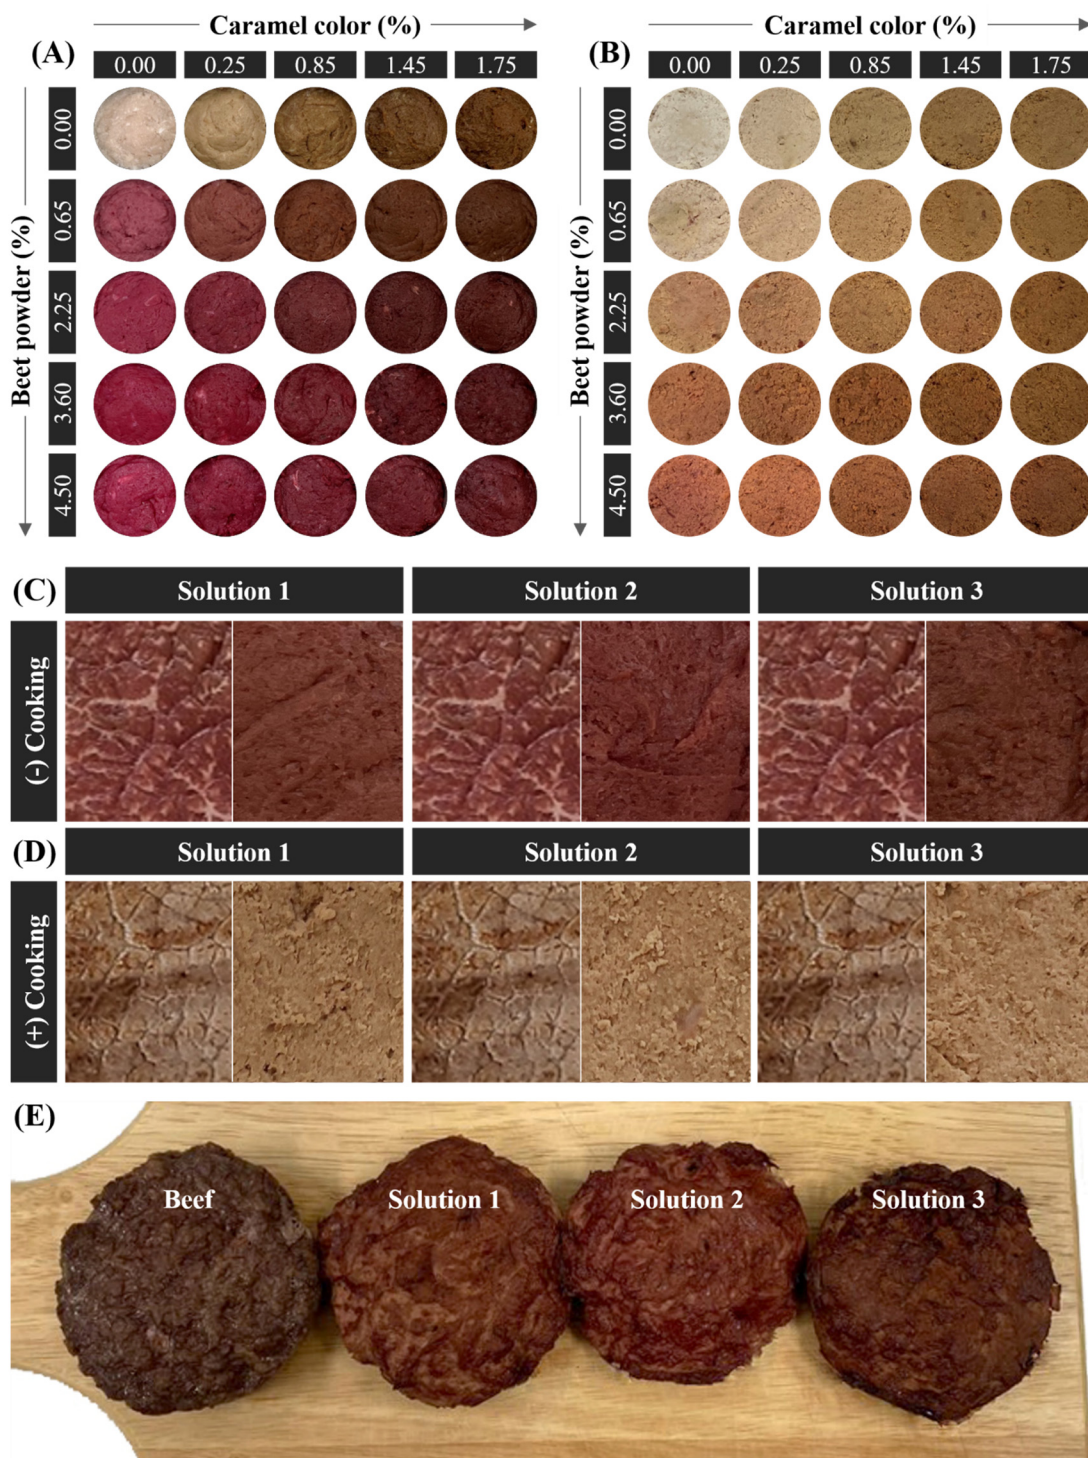 Caramel color (%)
(A)
0.00 0.25 0.85 1.45 1.75
Beet powder (%)
0.00
0.65
2.25
3.60
4.50
Caramel color (%)
(B)
0.00 0.25 0.85 1.45 1.75
Beet powder (%)
0.00
0.65
2.25
3.60
4.50
(C)
Solution 1 Solution 2 Solution 3
(-) Cooking
(D)
Solution 1 Solution 2 Solution 3
(+) Cooking
(E)
Beef Solution 1 Solution 2 Solution 3